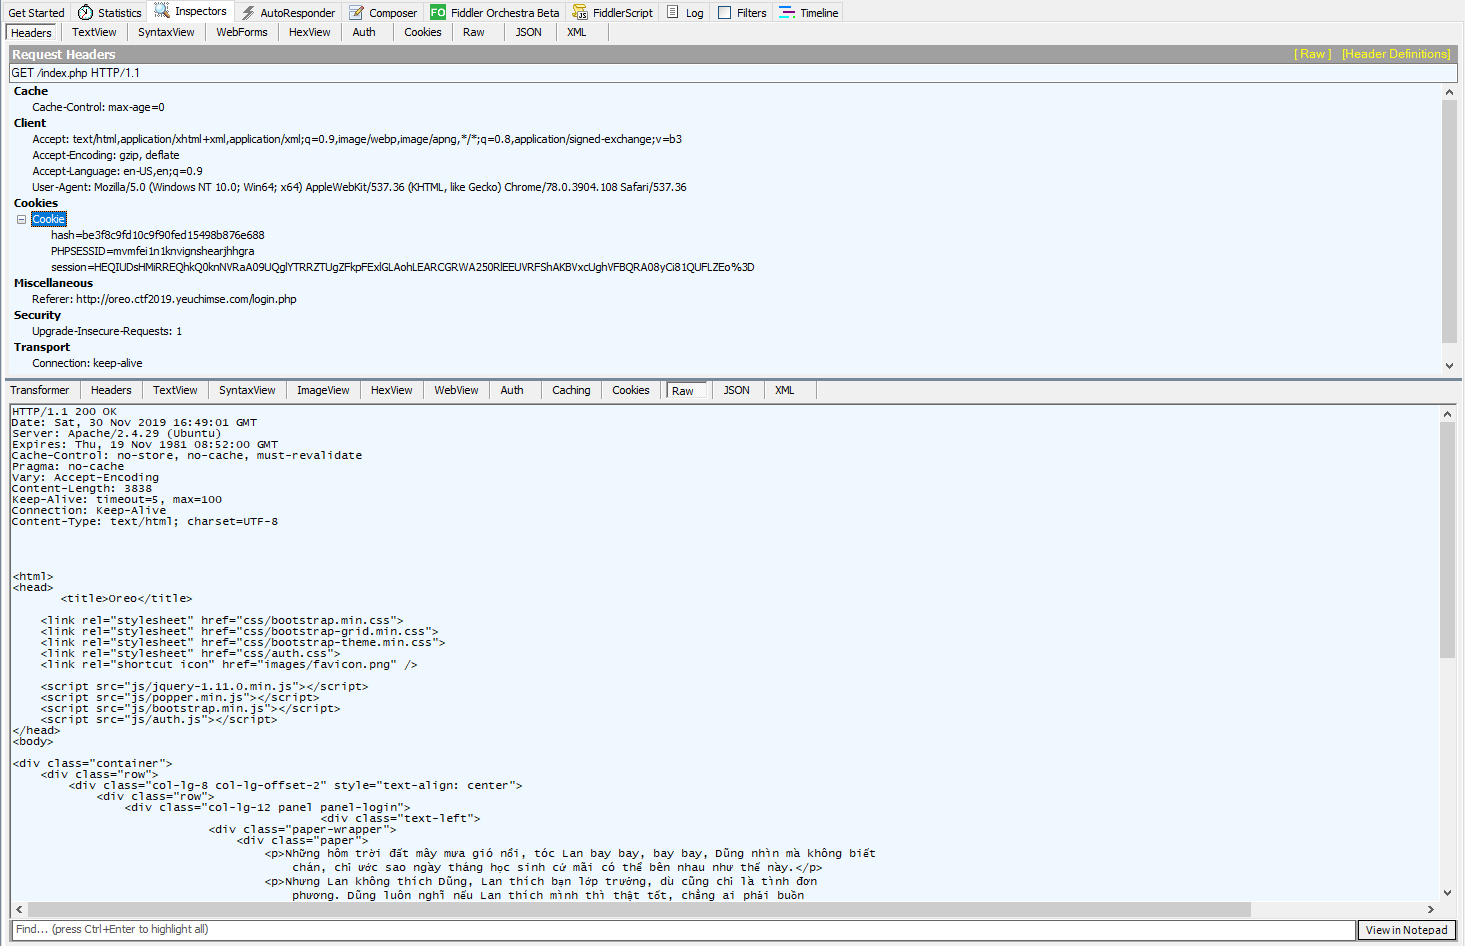 Get Started Statistics Inspectors AutoResponder Composer FO Fiddler Orchestra Beta JS FiddlerScript Log Filters Timeline
Headers TextView SyntaxView WebForms HexView Auth Cookies Raw JSON XML
Request Headers [ Raw ] [Header Definitions]
GET /index.php HTTP/1.1
Cache
Cache-Control: max-age=0
Client
Accept: text/html,application/xhtml+xml,application/xml;q=0.9,image/webp,image/apng,*/*;q=0.8,application/signed-exchange;v=b3
Accept-Encoding: gzip, deflate
Accept-Language: en-US,en;q=0.9
User-Agent: Mozilla/5.0 (Windows NT 10.0; Win64; x64) AppleWebKit/537.36 (KHTML, like Gecko) Chrome/78.0.3904.108 Safari/537.36
Cookies
Cookie
hash=be3f8c9fd10c9f90fed15498b876e688
PHPSESSID=mvmfei1n1knvignshearjhhgra
session=HEQIUDsHMiRREQhkQ0knNVRaA09UQglYTRRZTUgZFkpFExlGLAohLEARCGRWA250RlEEUVRFShAKBVxcUghVFBQRA08yCi81QUFLZEo%3D
Miscellaneous
Referer: http://oreo.ctf2019.yeuchimse.com/login.php
Security
Upgrade-Insecure-Requests: 1
Transport
Connection: keep-alive
Transformer Headers TextView SyntaxView ImageView HexView WebView Auth Caching Cookies Raw JSON XML
HTTP/1.1 200 OK
Date: Sat, 30 Nov 2019 16:49:01 GMT
Server: Apache/2.4.29 (Ubuntu)
Expires: Thu, 19 Nov 1981 08:52:00 GMT
Cache-Control: no-store, no-cache, must-revalidate
Pragma: no-cache
Vary: Accept-Encoding
Content-Length: 3838
Keep-Alive: timeout=5, max=100
Connection: Keep-Alive
Content-Type: text/html; charset=UTF-8
<html>
<head>
<title>Oreo</title>
<link rel="stylesheet" href="css/bootstrap.min.css">
<link rel="stylesheet" href="css/bootstrap-grid.min.css">
<link rel="stylesheet" href="css/bootstrap-theme.min.css">
<link rel="stylesheet" href="css/auth.css">
<link rel="shortcut icon" href="images/favicon.png" />
<script src="js/jquery-1.11.0.min.js"></script>
<script src="js/popper.min.js"></script>
<script src="js/bootstrap.min.js"></script>
<script src="js/auth.js"></script>
</head>
<body>
<div class="container">
<div class="row">
<div class="col-lg-8 col-lg-offset-2" style="text-align: center">
<div class="row">
<div class="col-lg-12 panel panel-login">
<div class="text-left">
<div class="paper-wrapper">
<div class="paper">
<p>Những hôm trời đất mây mưa gió nổi, tóc Lan bay bay, bay bay, Dũng nhìn mà không biết
chán, chỉ ước sao ngày tháng học sinh cứ mãi có thể bên nhau như thế này.</p>
<p>Nhưng Lan không thích Dũng, Lan thích bạn lớp trưởng, dù cũng chỉ là tình đơn
phương. Dũng luôn nghĩ nếu Lan thích mình thì thật tốt, chẳng ai phải buồn
Find... (press Ctrl+Enter to highlight all) View in Notepad